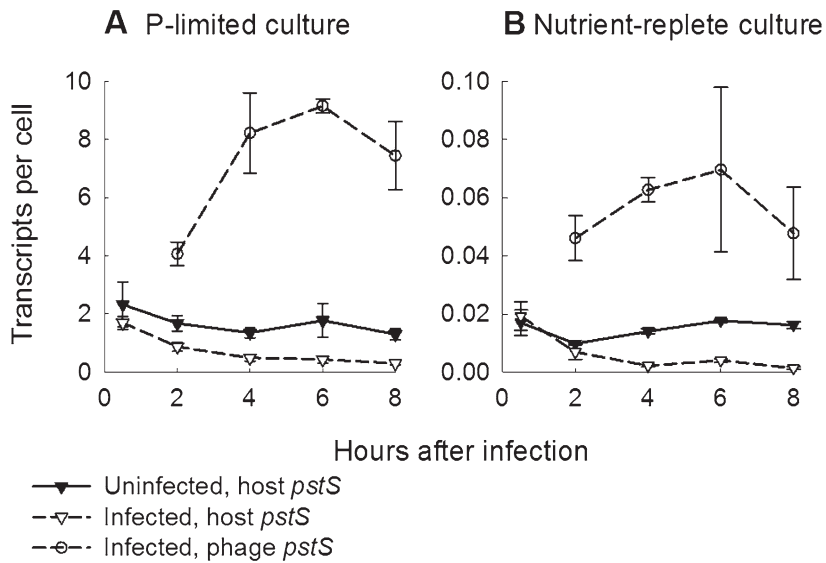 A P-limited culture
B Nutrient-replete culture
Transcripts per cell
10
8
6
4
2
0
0 2 4 6 8
0.10
0.08
0.06
0.04
0.02
0.00
0 2 4 6 8
Hours after infection
Uninfected, host pstS
Infected, host pstS
Infected, phage pstS